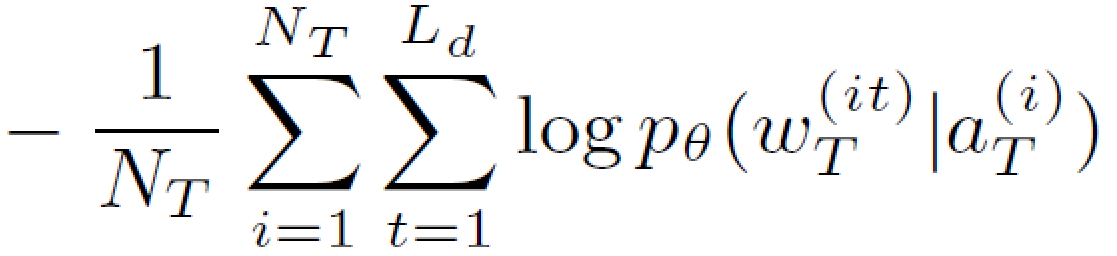 - \frac{1}{N_T} \sum_{i=1}^{N_T} \sum_{t=1}^{L_d} \log p_\theta(w_T^{(it)}|a_T^{(i)})